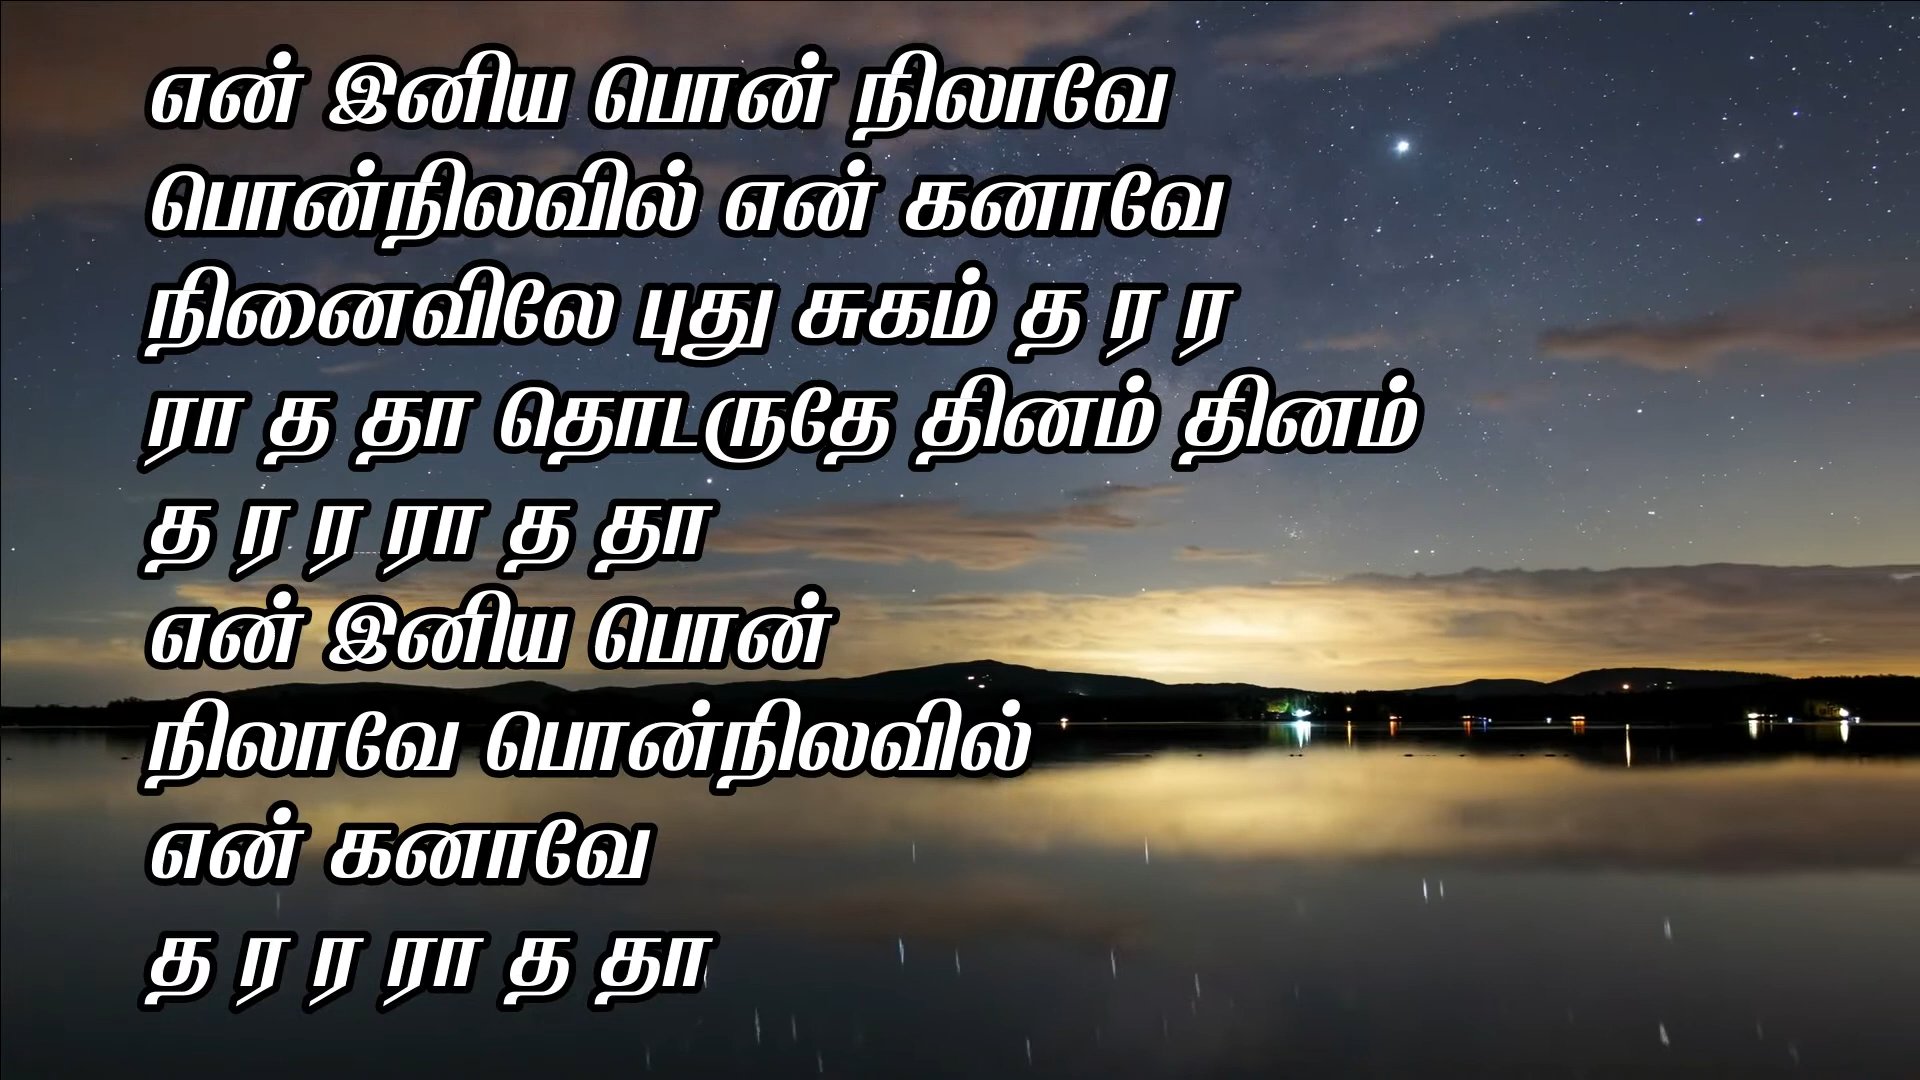 என் இனிய பொன் நிலாவே
பொன்நிலவில் என் கனாவே
நினைவிலே புது சுகம் த ர ர
ரா த தா தொடருதே தினம் தினம்
த ர ர ரா த தா
என் இனிய பொன்
நிலாவே பொன்நிலவில்
என் கனாவே
த ர ர ரா த தா